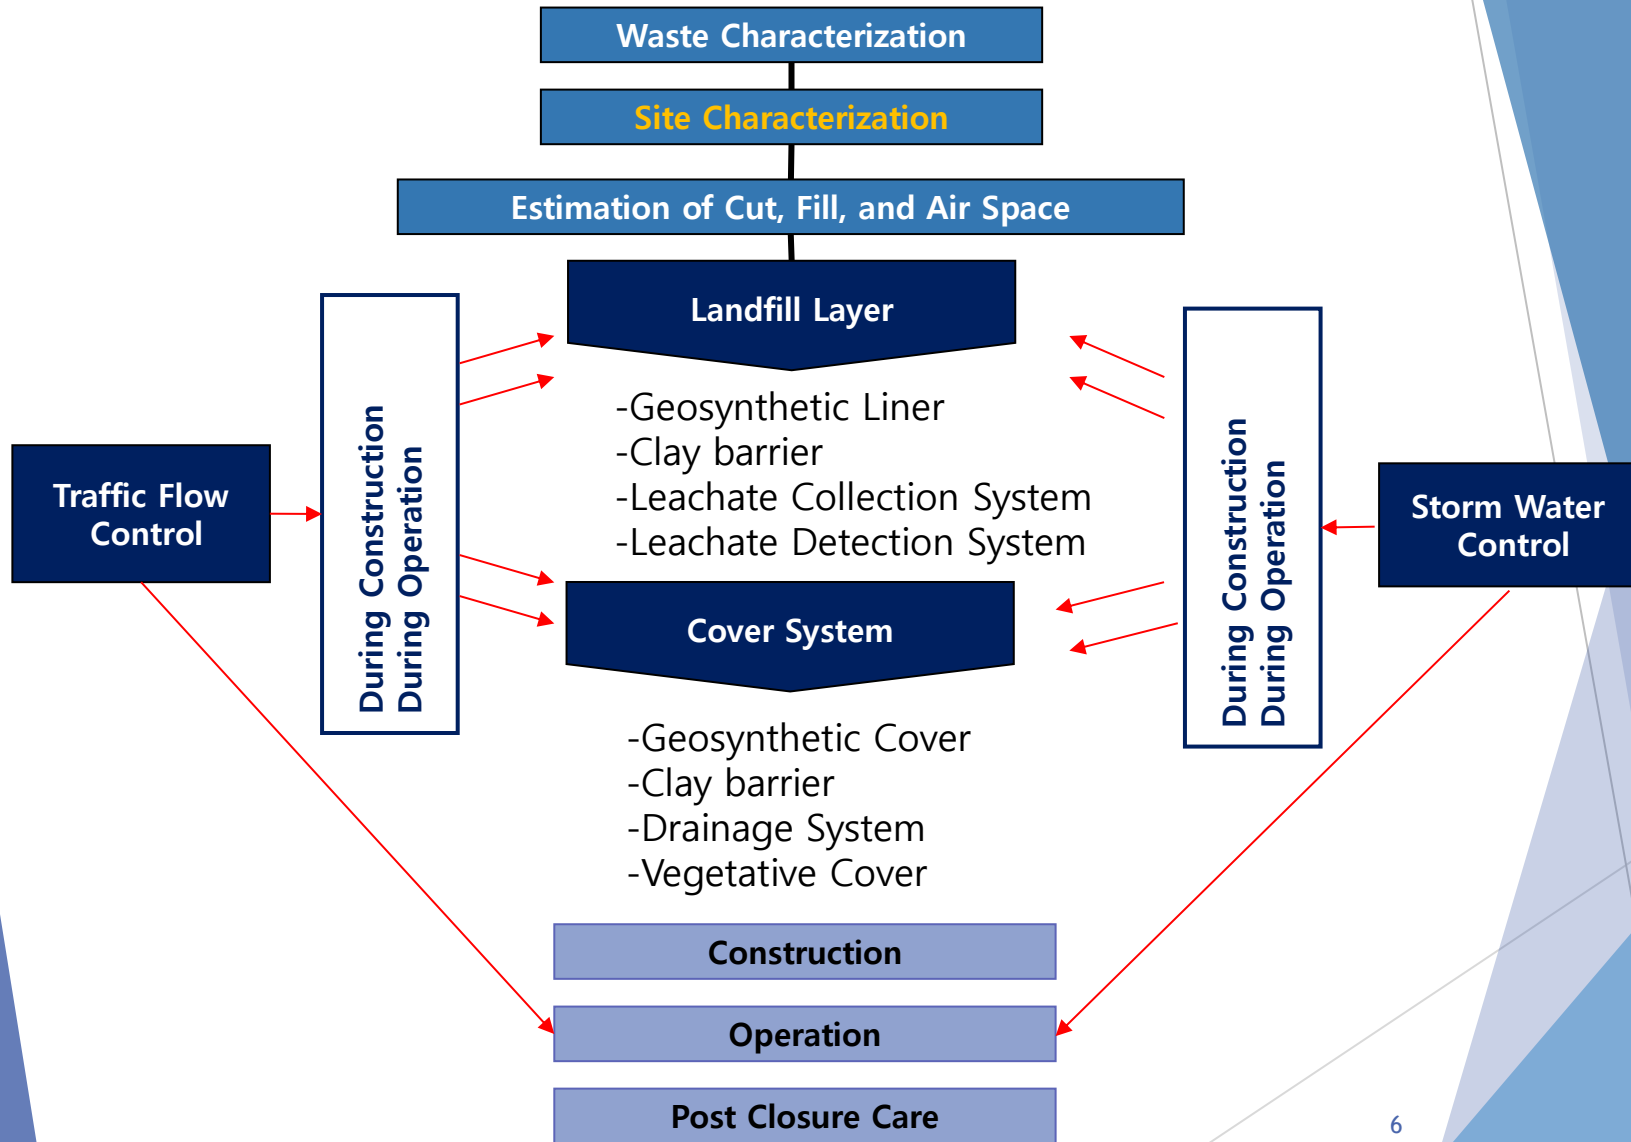 Waste Characterization
Site Characterization
Estimation of Cut, Fill, and Air Space
Landfill Layer
-Geosynthetic Liner
-Clay barrier
-Leachate Collection System
-Leachate Detection System
Traffic Flow
Control
During Construction
During Operation
During Construction
During Operation
Storm Water
Control
Cover System
-Geosynthetic Cover
-Clay barrier
-Drainage System
-Vegetative Cover
Construction
Operation
Post Closure Care
6